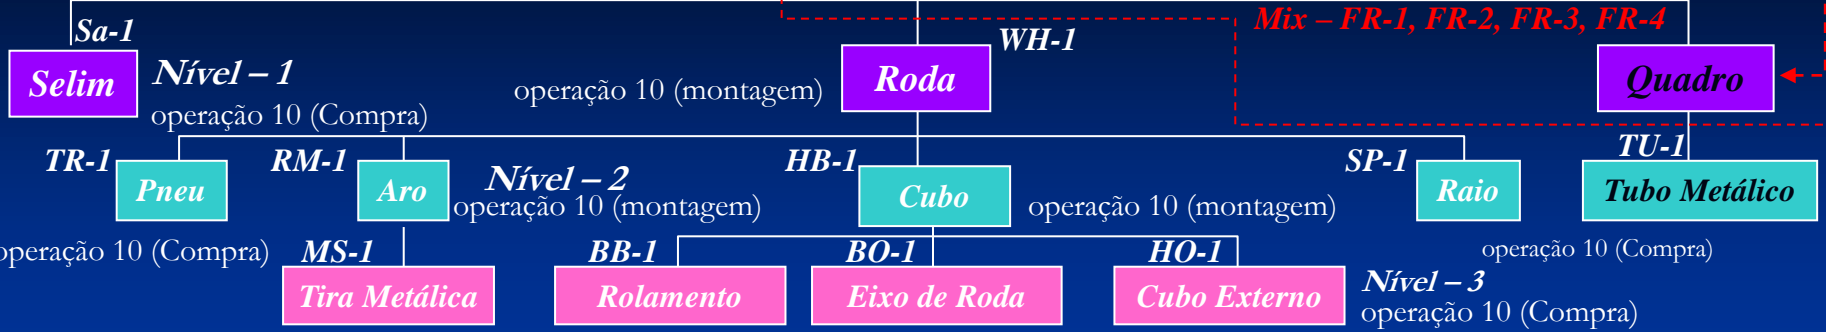 Sa-1
Mix – FR-1, FR-2, FR-3, FR-4
WH-1
Selim
Nível – 1
operação 10 (Compra)
operação 10 (montagem)
Roda
Quadro
TR-1
RM-1
HB-1
SP-1
TU-1
Pneu
Aro
Nível – 2
operação 10 (montagem)
Cubo
operação 10 (montagem)
Raio
Tubo Metálico
operação 10 (Compra)
MS-1
BB-1
BO-1
HO-1
operação 10 (Compra)
Tira Metálica
Rolamento
Eixo de Roda
Cubo Externo
Nível – 3
operação 10 (Compra)